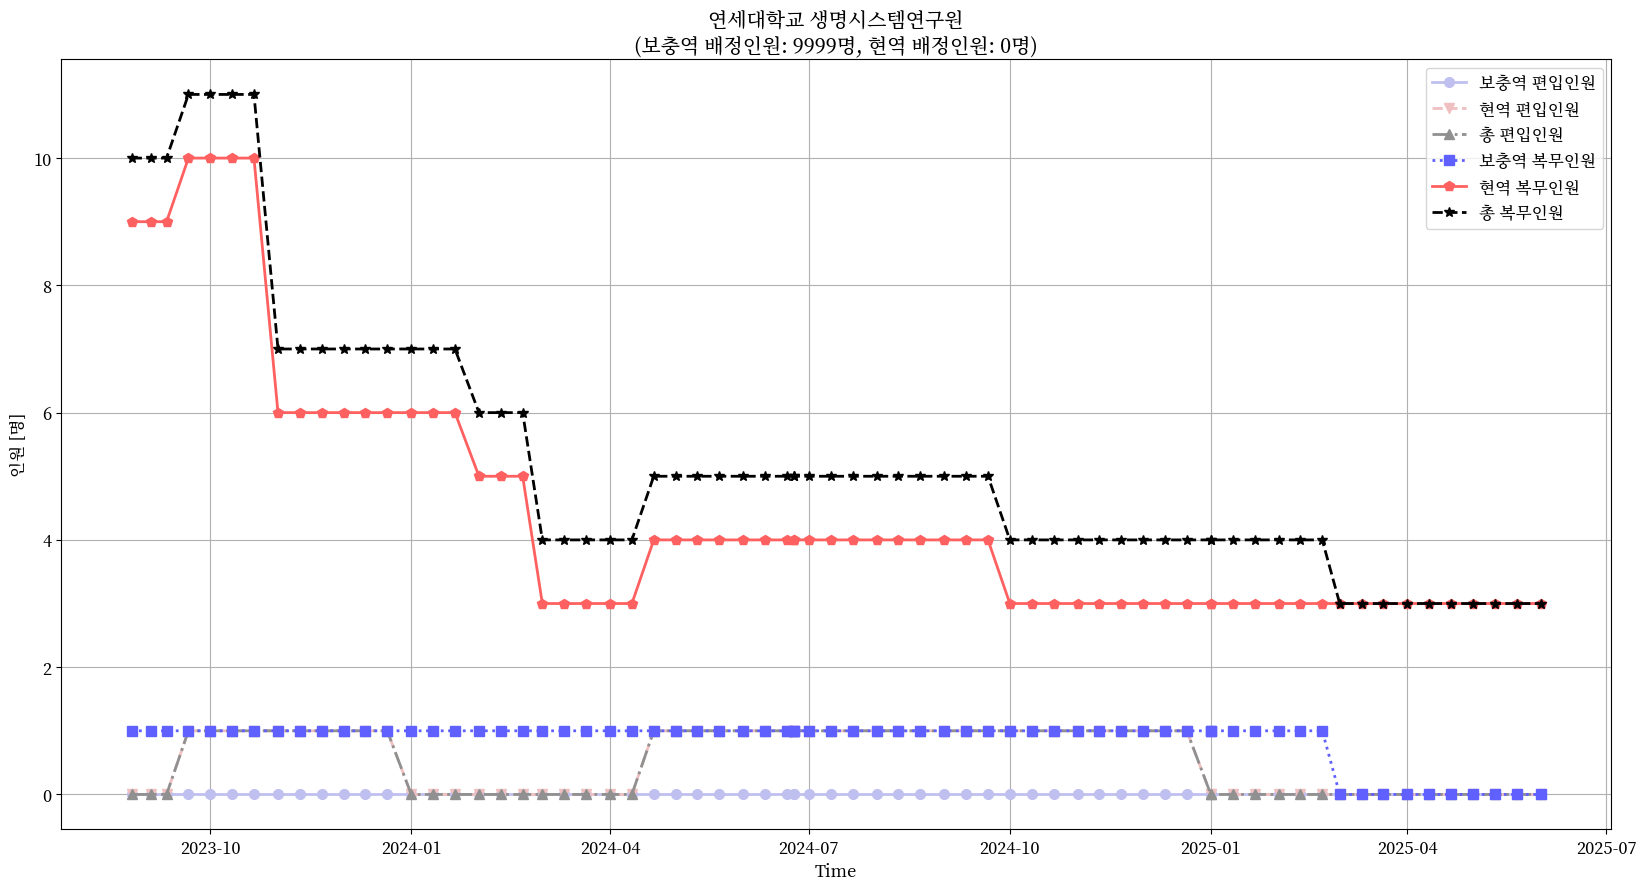 연세대학교 생명시스템연구원
(보충역 배정인원: 9999명, 현역 배정인원: 0명)
보충역 편입인원
현역 편입인원
총 편입인원
보충역 복무인원
현역 복무인원
총 복무인원
인원 [명]
10
8
6
4
2
0
2023-10
2024-01
2024-04
2024-07
2024-10
2025-01
2025-04
2025-07
Time